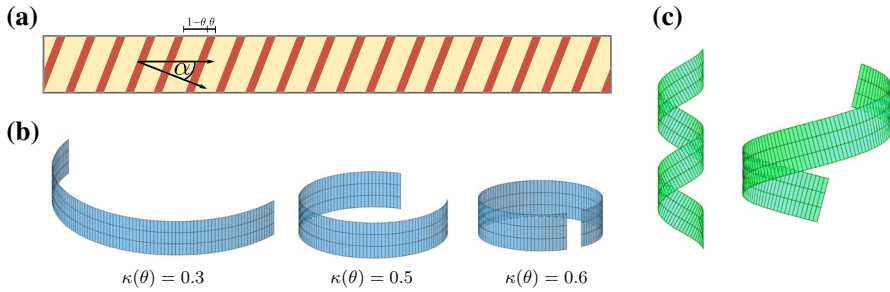 (a)
1−θ θ
α
(b)
κ(θ) = 0.3
κ(θ) = 0.5
κ(θ) = 0.6
(c)